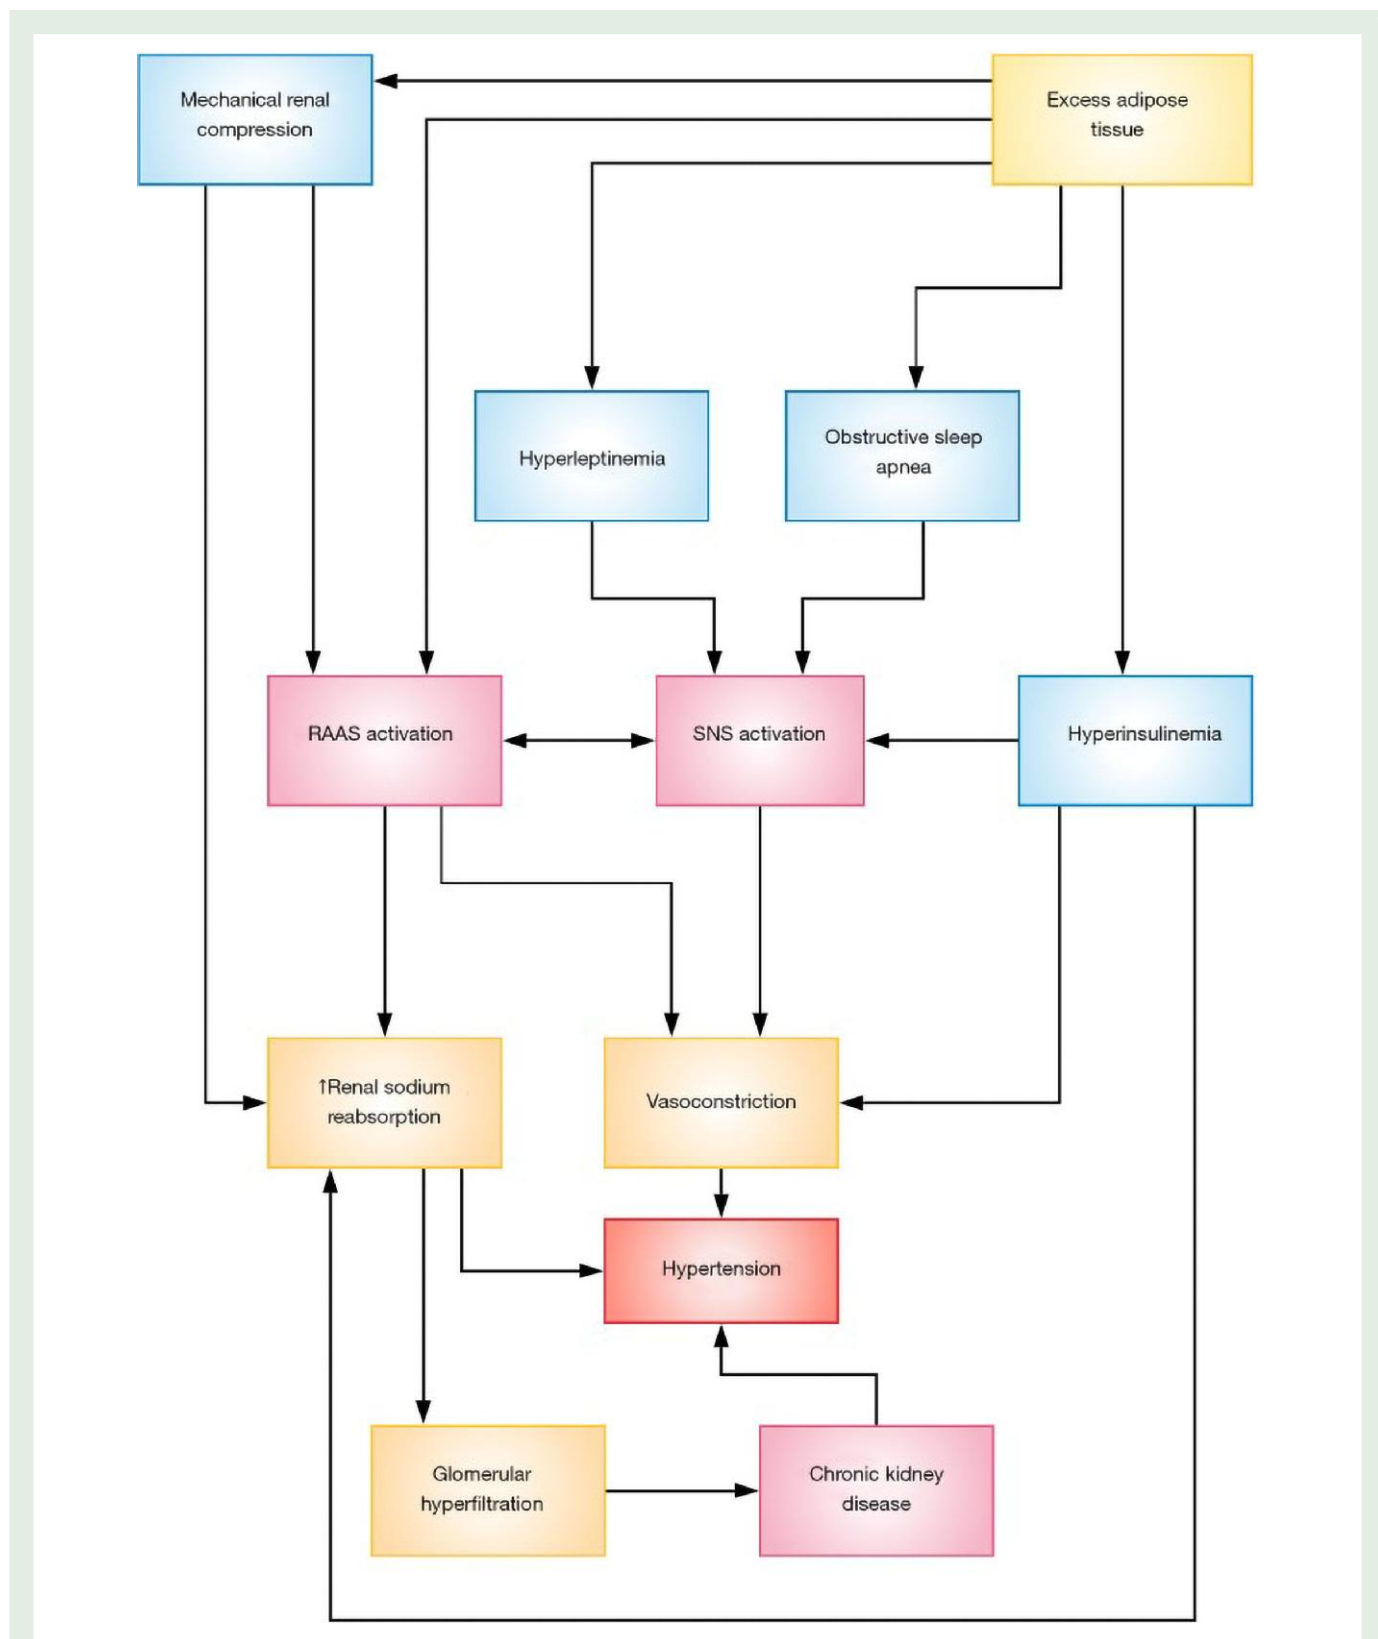 Mechanical renal
compression
Excess adipose
tissue
Hyperleptinemia
Obstructive sleep
apnea
RAAS activation
SNS activation
Hyperinsulinemia
↑Renal sodium
reabsorption
Vasoconstriction
Hypertension
Glomerular
hyperfiltration
Chronic kidney
disease